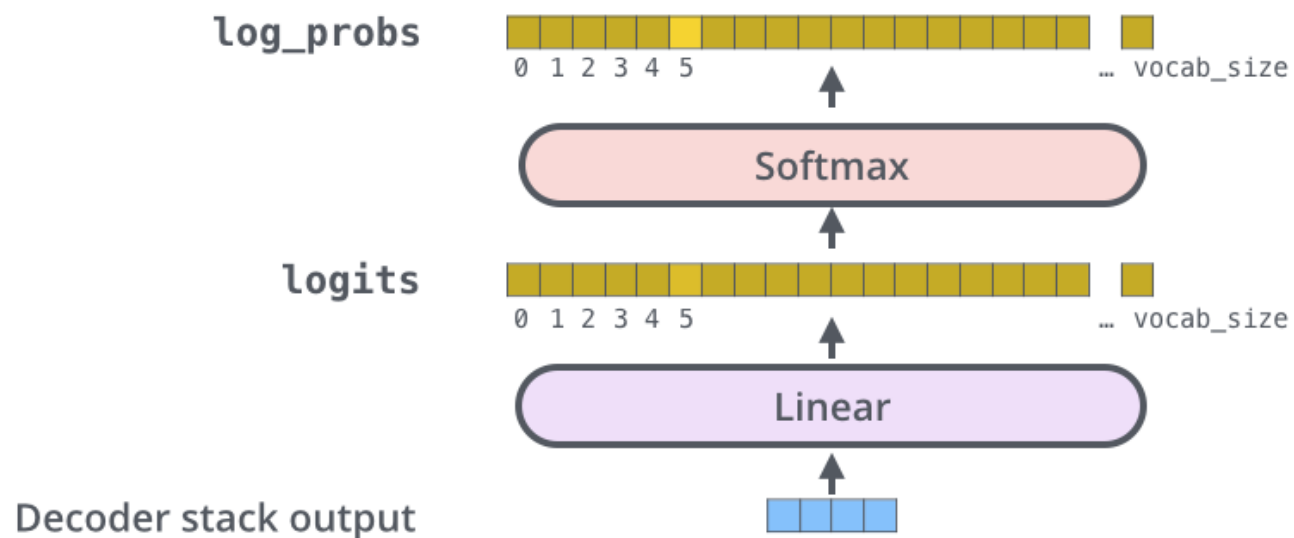 log_probs
0 1 2 3 4 5 … vocab_size
Softmax
logits
0 1 2 3 4 5 … vocab_size
Linear
Decoder stack output